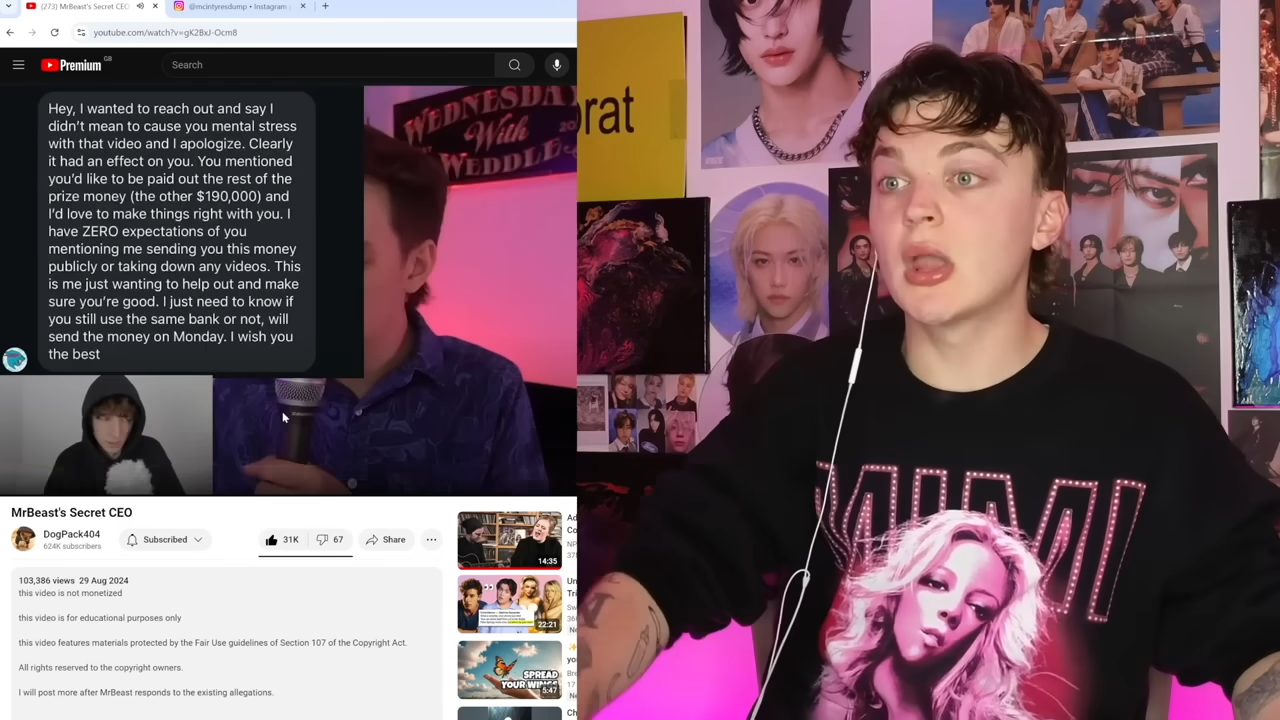 (273) MrBeast's Secret CEO
@mcintyresdump • Instagram
youtube.com/watch?v=gK2BxJ-Ocm8
Premium GB
Search
Hey, I wanted to reach out and say I
didn't mean to cause you mental stress
with that video and I apologize. Clearly
it had an effect on you. You mentioned
you'd like to be paid out the rest of the
prize money (the other $190,000) and
I'd love to make things right with you. I
have ZERO expectations of you
mentioning me sending you this money
publicly or taking down any videos. This
is me just wanting to help out and make
sure you're good. I just need to know if
you still use the same bank or not, will
send the money on Monday. I wish you
the best
WEDNESDAY
With
WEDDLE
MrBeast's Secret CEO
DogPack404
624K subscribers
Subscribed
31K
67
Share
103,386 views 29 Aug 2024
this video is not monetized
this video is for educational purposes only
this video features materials protected by the Fair Use guidelines of Section 107 of the Copyright Act.
All rights reserved to the copyright owners.
I will post more after MrBeast responds to the existing allegations.
14:35
22:21
SPREAD
YOUR WINGS
5:47
rat